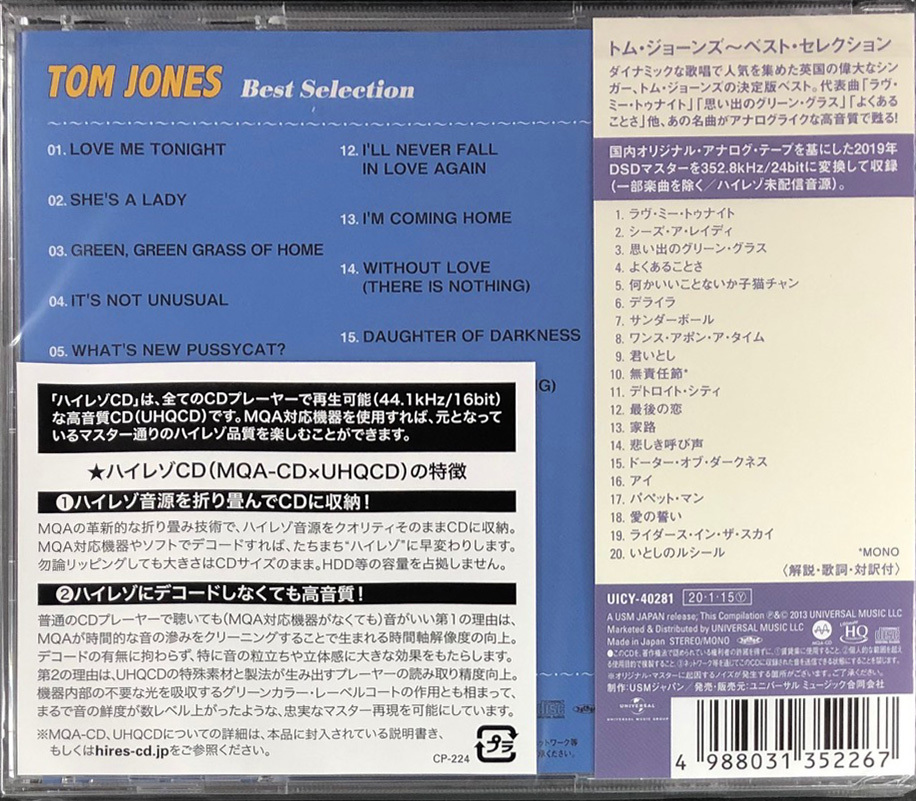 TOM JONES Best Selection
01. LOVE ME TONIGHT
02. SHE'S A LADY
03. GREEN, GREEN GRASS OF HOME
04. IT'S NOT UNUSUAL
05. WHAT'S NEW PUSSYCAT?
12. I'LL NEVER FALL
IN LOVE AGAIN
13. I'M COMING HOME
14. WITHOUT LOVE
(THERE IS NOTHING)
15. DAUGHTER OF DARKNESS
G)
「ハイレゾCD」は、全てのCDプレーヤーで再生可能(44.1kHz/16bit)
な高音質CD(UHQCD)です。MQA対応機器を使用すれば、元となって
いるマスター通りのハイレゾ品質を楽しむことができます。
★ハイレゾCD(MQA-CD×UHQCD)の特徴
❶ハイレゾ音源を折り畳んでCDに収納!
MQAの革新的な折り畳み技術で、ハイレゾ音源をクオリティそのままCDに収納。
MQA対応機器やソフトでデコードすれば、たちまち“ハイレゾ”に早変わりします。
勿論リッピングしても大きさはCDサイズのまま。HDD等の容量を占拠しません。
❷ハイレゾにデコードしなくても高音質!
普通のCDプレーヤーで聴いても(MQA対応機器がなくても)音がいい第1の理由は、
MQAが時間的な音の滲みをクリーニングすることで生まれる時間軸解像度の向上。
デコードの有無に拘わらず、特に音の粒立ちや立体感に大きな効果をもたらします。
第2の理由は、UHQCDの特殊素材と製法が生み出すプレーヤーの読み取り精度向上。
機器内部の不要な光を吸収するグリーンカラー・レーベルコートの作用とも相まって、
まるで音の鮮度が数レベル上がったような、忠実なマスター再現を可能にしています。
※MQA-CD、UHQCDについての詳細は、本品に封入されている説明書き、
もしくはhires-cd.jpをご参照ください。
CP-224
プラ
トム・ジョーンズ〜ベスト・セレクション
ダイナミックな歌唱で人気を集めた英国の偉大なシン
ガー、トム・ジョーンズの決定版ベスト。代表曲「ラヴ・
ミー・トゥナイト」「思い出のグリーン・グラス」「よくある
ことさ」他、あの名曲がアナログライクな高音質で甦る!
国内オリジナル・アナログ・テープを基にした2019年
DSDマスターを352.8kHz/24bitに変換して収録
(一部楽曲を除く/ハイレゾ未配信音源)。
1. ラヴ・ミー・トゥナイト
2. シーズ・ア・レイディ
3. 思い出のグリーン・グラス
4. よくあることさ
5. 何かいいことないか子猫チャン
6. デライラ
7. サンダーボール
8. ワンス・アポン・ア・タイム
9. 君いとし
10. 無責任節*
11. デトロイト・シティ
12. 最後の恋
13. 家路
14. 悲しき呼び声
15. ドーター・オブ・ダークネス
16. アイ
17. パペット・マン
18. 愛の誓い
19. ライダース・イン・ザ・スカイ
20. いとしのルシール
*MONO
〈解説・歌詞・対訳付〉
UICY-40281 20・1・15Ⓨ
A USM JAPAN release; This Compilation ℗&© 2013 UNIVERSAL MUSIC LLC
Marketed & Distributed by UNIVERSAL MUSIC LLC
Made in Japan STEREO/MONO
HQ
※オリジナル・マスターに起因するノイズが発生する箇所がございます。ご了承ください。
制作:USMジャパン / 発売・販売元:ユニバーサル ミュージック合同会社
UNIVERSAL
UNIVERSAL MUSIC GROUP
4 988031 352267